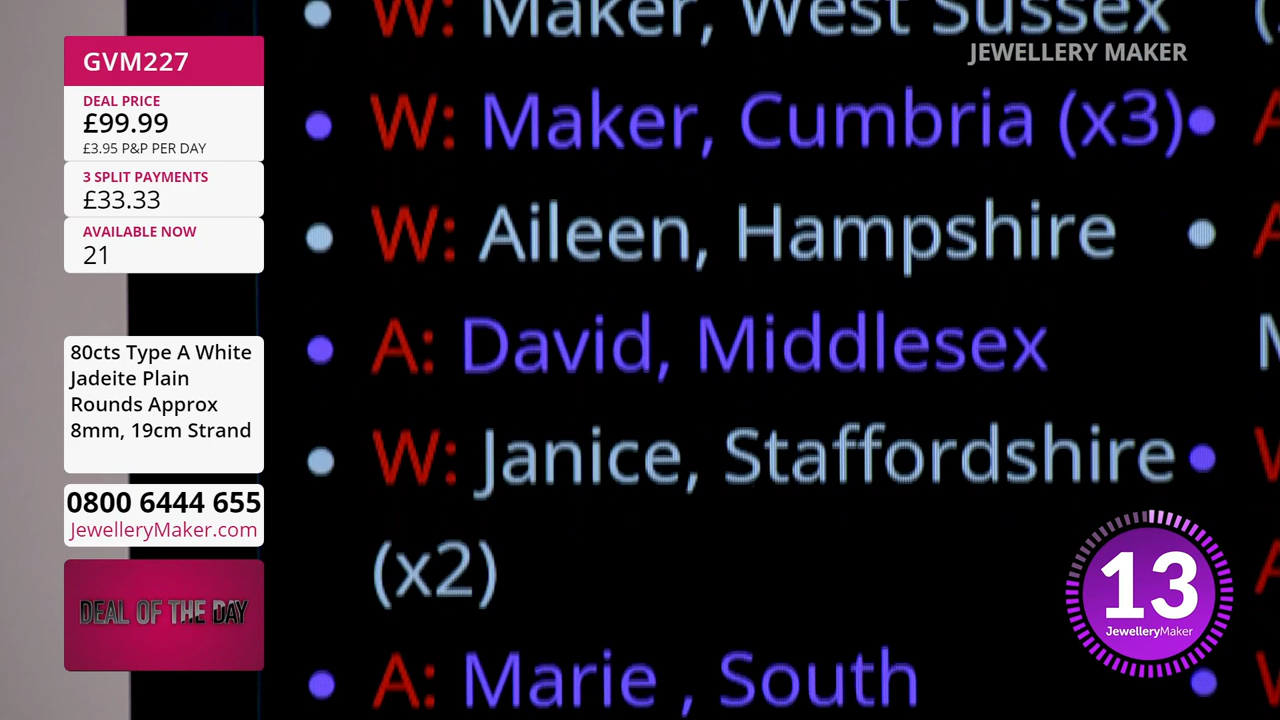 GVM227
DEAL PRICE
£99.99
£3.95 P&P PER DAY
3 SPLIT PAYMENTS
£33.33
AVAILABLE NOW
21
80cts Type A White
Jadeite Plain
Rounds Approx
8mm, 19cm Strand
0800 6444 655
JewelleryMaker.com
DEAL OF THE DAY
JEWELLERY MAKER
• W: Maker, West Sussex
• W: Maker, Cumbria (x3)
• W: Aileen, Hampshire
• A: David, Middlesex
• W: Janice, Staffordshire
(x2)
• A: Marie , South
13
JewelleryMaker